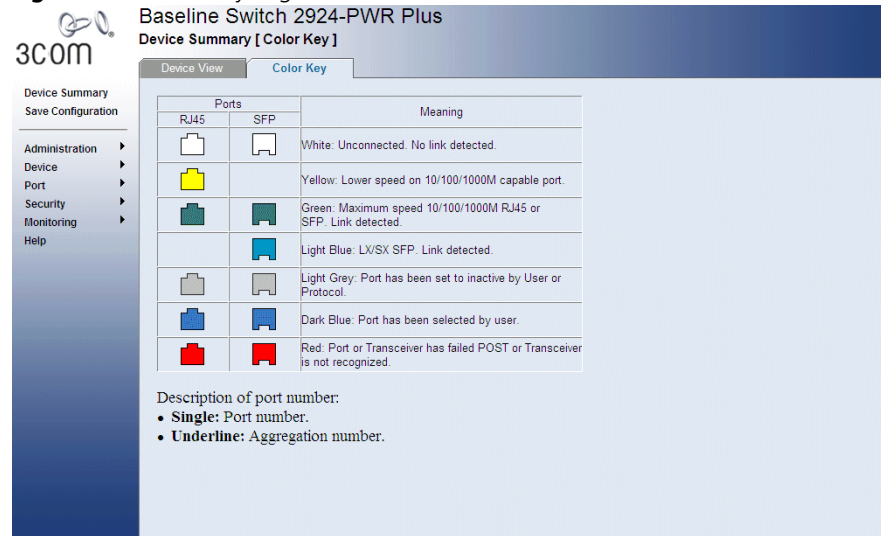 Baseline Switch 2924-PWR Plus
Device Summary [ Color Key ]
3COM
Device View
Color Key
Device Summary
Save Configuration
Administration
Device
Port
Security
Monitoring
Help
Ports
Meaning
RJ45
SFP
White: Unconnected. No link detected.
Yellow: Lower speed on 10/100/1000M capable port.
Green: Maximum speed 10/100/1000M RJ45 or
SFP. Link detected.
Light Blue: LX/SX SFP. Link detected.
Light Grey: Port has been set to inactive by User or
Protocol.
Dark Blue: Port has been selected by user.
Red: Port or Transceiver has failed POST or Transceiver
is not recognized.
Description of port number:
• Single: Port number.
• Underline: Aggregation number.